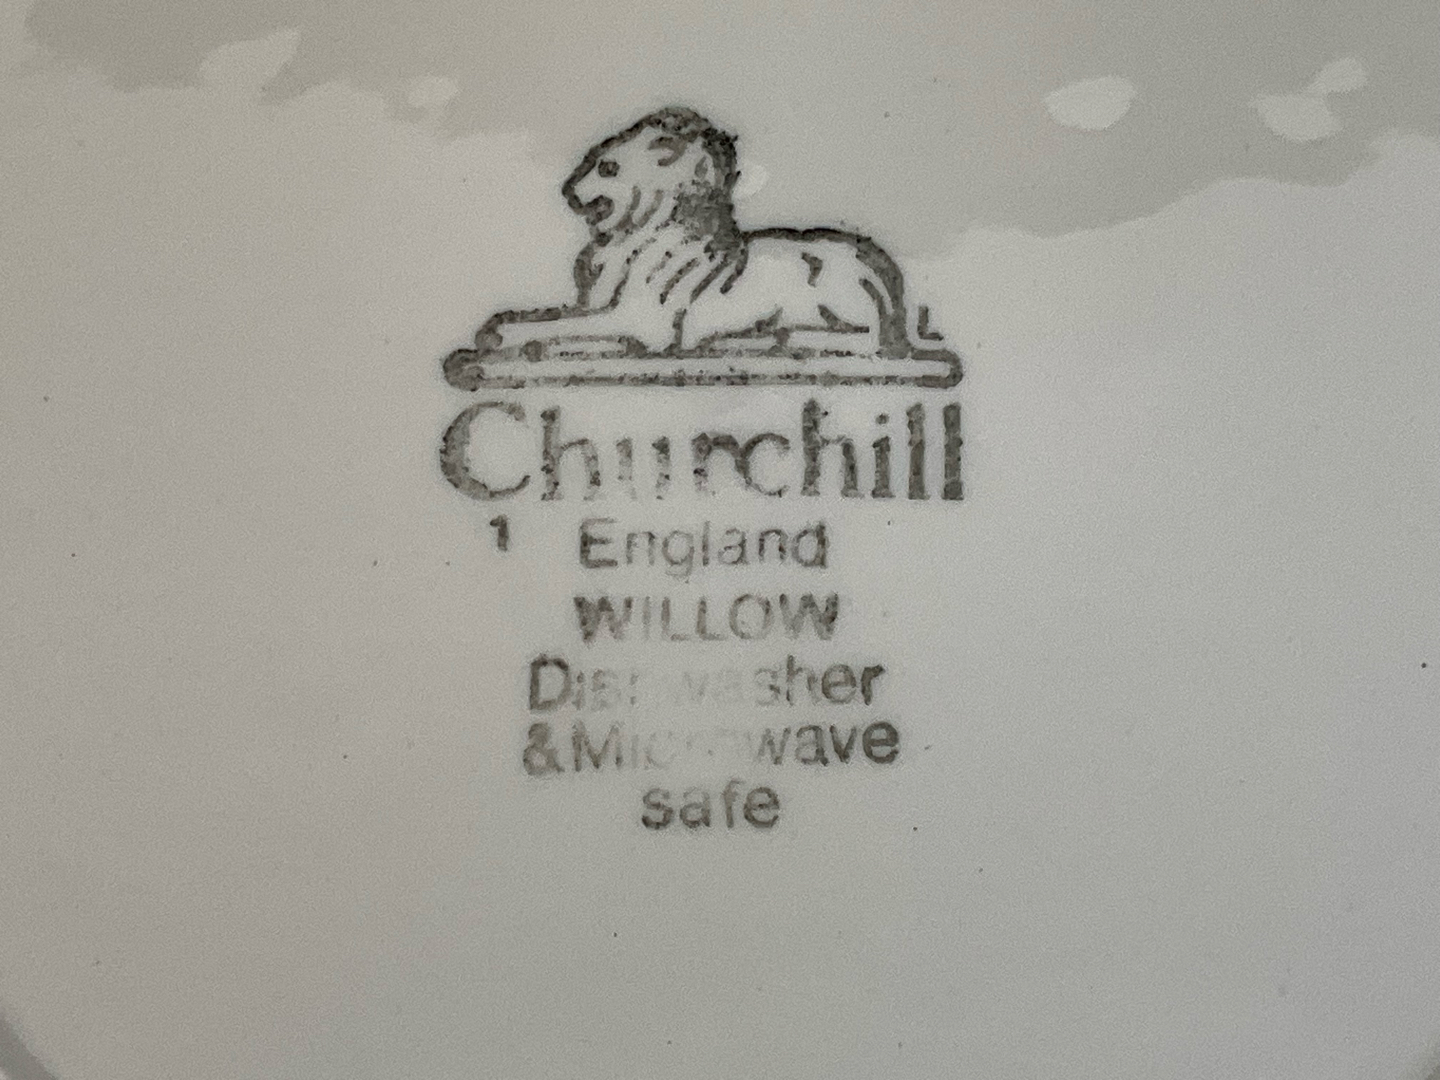 L
Churchill
1 England
WILLOW
Dishwasher
&Microwave
safe